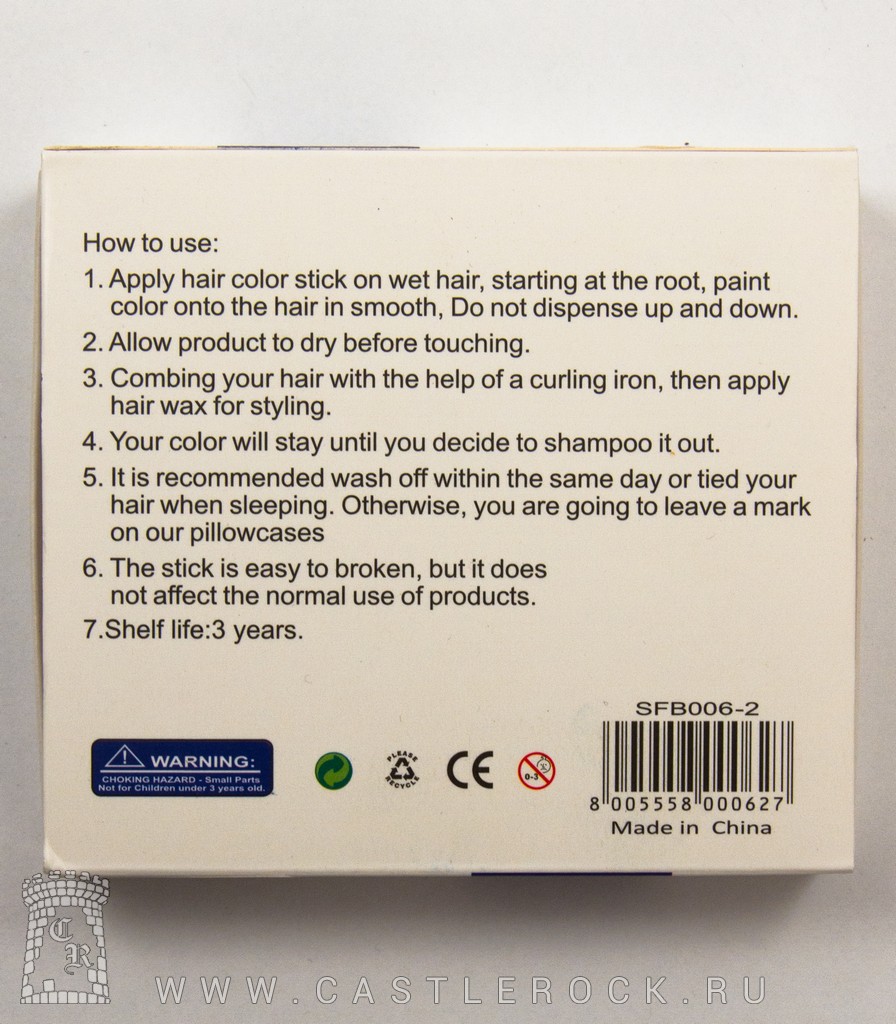 How to use:
1. Apply hair color stick on wet hair, starting at the root, paint
color onto the hair in smooth, Do not dispense up and down.
2. Allow product to dry before touching.
3. Combing your hair with the help of a curling iron, then apply
hair wax for styling.
4. Your color will stay until you decide to shampoo it out.
5. It is recommended wash off within the same day or tied your
hair when sleeping. Otherwise, you are going to leave a mark
on our pillowcases
6. The stick is easy to broken, but it does
not affect the normal use of products.
7.Shelf life:3 years.
WARNING:
CHOKING HAZARD - Small Parts
Not for Children under 3 years old.
PLEASE
RECYCLE
CE
0-3
SFB006-2
8 005558 000627
Made in China
CR
WWW.CASTLEROCK.RU